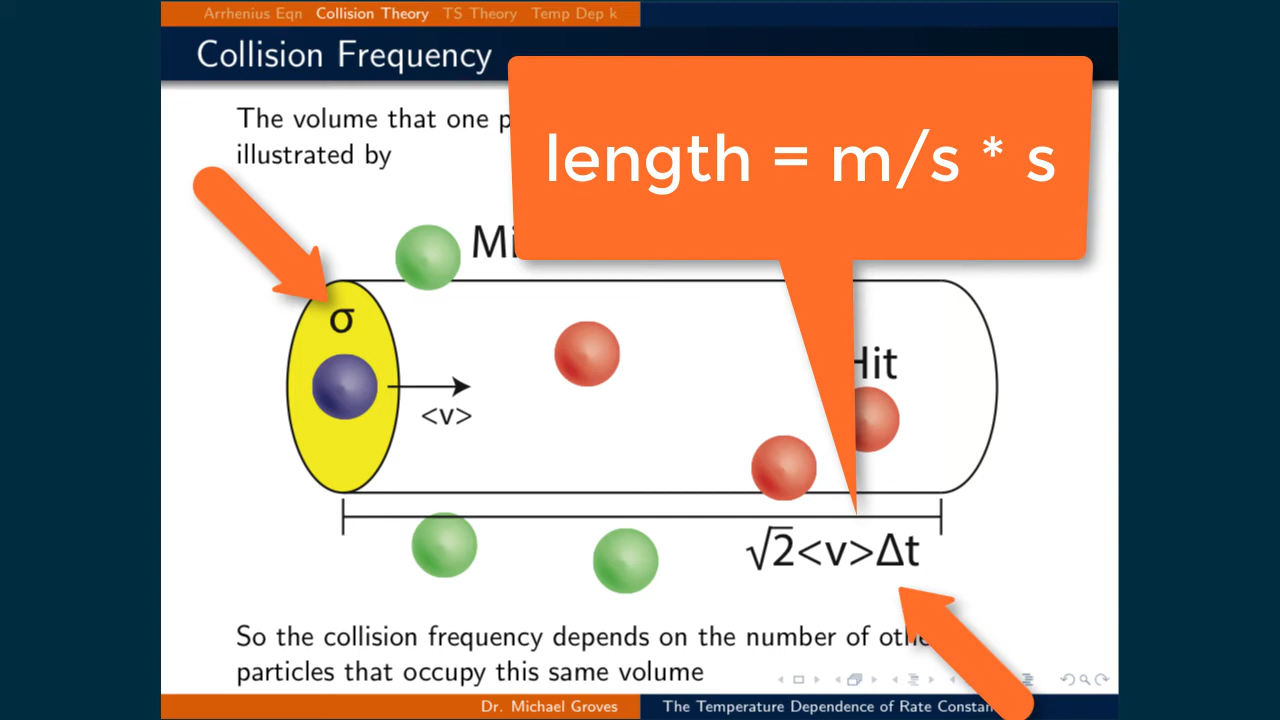 Arrhenius Eqn Collision Theory TS Theory Temp Dep k
Collision Frequency
The volume that one
illustrated by
length = m/s * s
σ
<v>
Hit
√2<v>Δt
So the collision frequency depends on the number of
particles that occupy this same volume
Dr. Michael Groves The Temperature Dependence of Rate